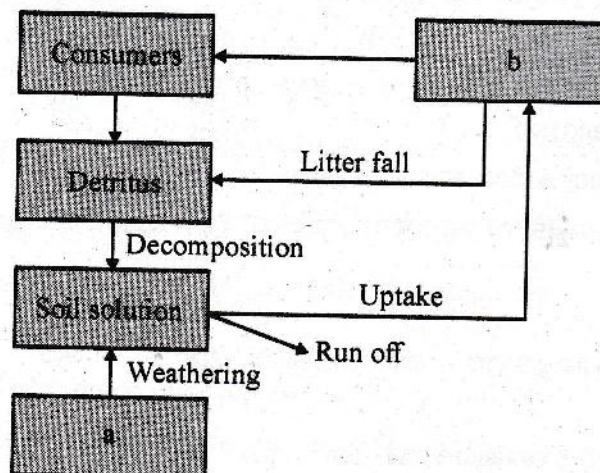 Consumers
b
Litter fall
Detritus
Decomposition
Soil solution
Uptake
Run off
Weathering
a